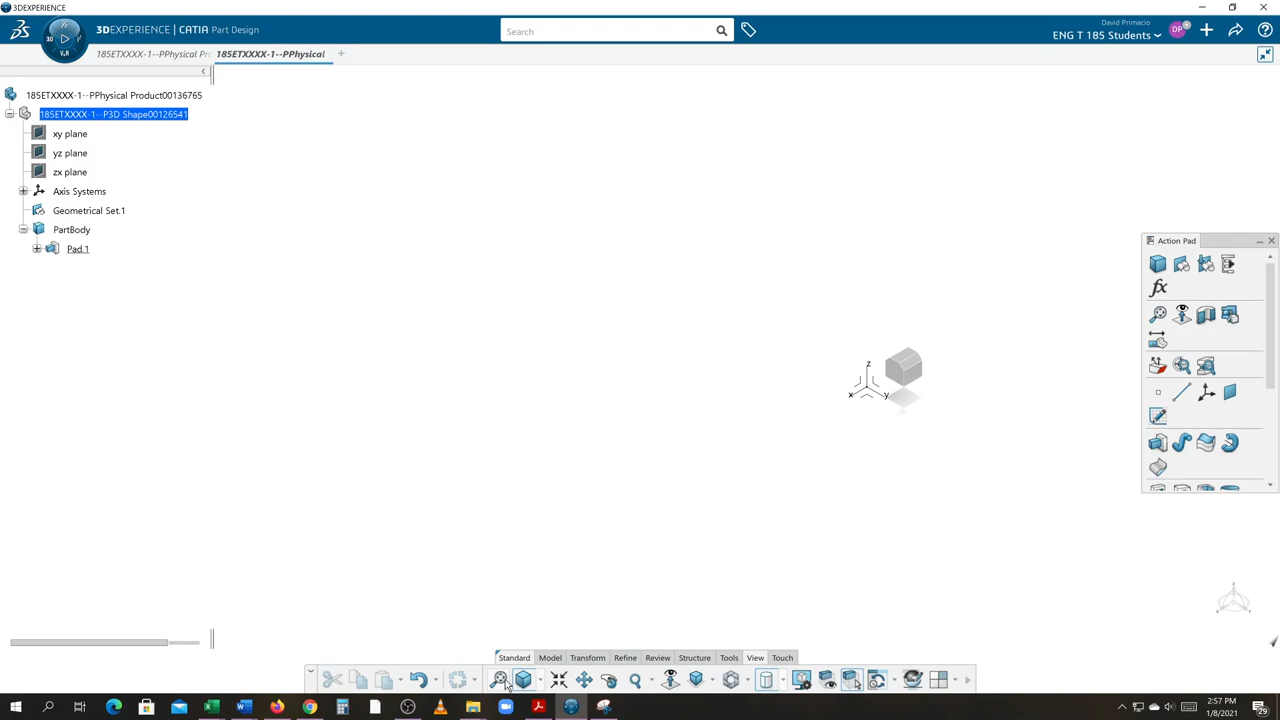 3DEXPERIENCE
3DEXPERIENCE | CATIA Part Design
Search
David Primacio
ENG T 185 Students
DP
3D
V,R
185ETXXXX-1--PPhysical Pr
185ETXXXX-1--PPhysical
185ETXXXX-1--PPhysical Product00136765
185ETXXXX-1--P3D Shape00126541
xy plane
yz plane
zx plane
Axis Systems
Geometrical Set.1
PartBody
Pad.1
Action Pad
fx
z
x
y
Standard
Model
Transform
Refine
Review
Structure
Tools
View
Touch
2:57 PM
1/8/2021
29